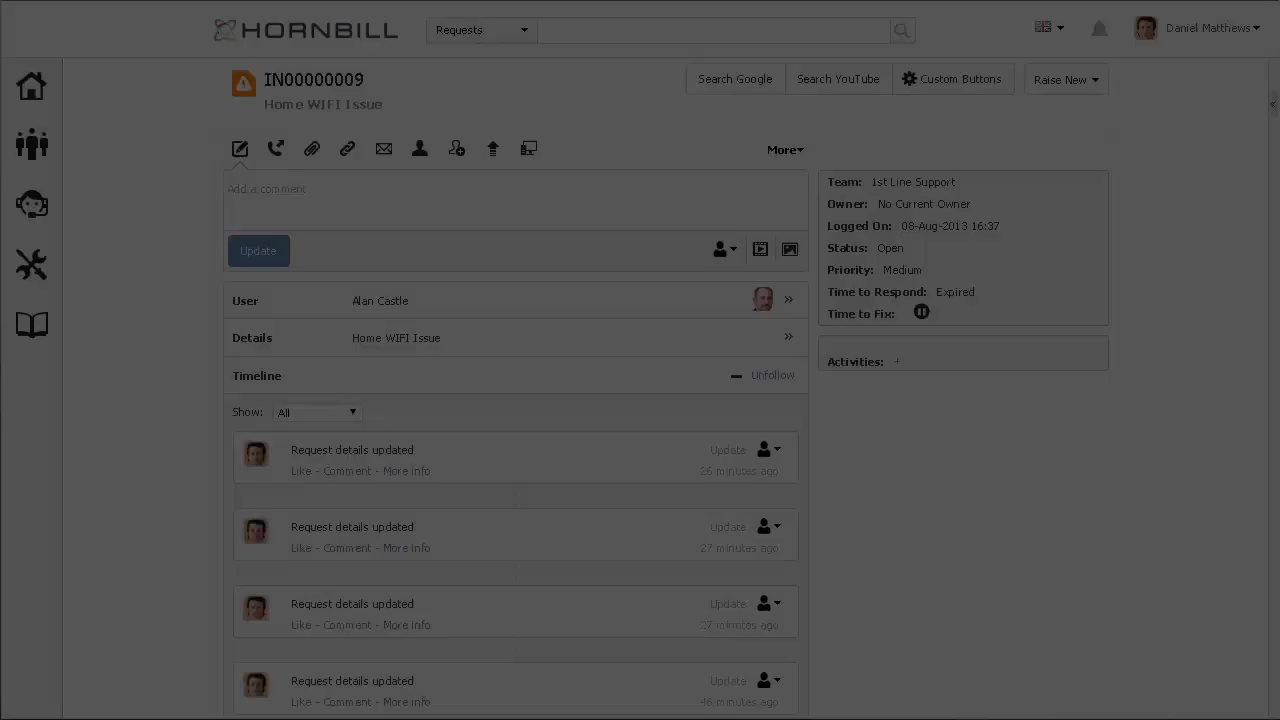 HORNBILL
Requests
Daniel Matthews
IN00000009
Home WIFI Issue
Search Google
Search YouTube
Custom Buttons
Raise New
More
Add a comment
Update
Team: 1st Line Support
Owner: No Current Owner
Logged On: 08-Aug-2013 16:37
Status: Open
Priority: Medium
Time to Respond: Expired
Time to Fix:
Activities: +
User Alan Castle
Details Home WIFI Issue
Timeline
Unfollow
Show: All
Request details updated Update
Like - Comment - More info 26 minutes ago
Request details updated Update
Like - Comment - More info 27 minutes ago
Request details updated Update
Like - Comment - More info minutes ago
Request details updated Update
Like - Comment - More info 46 minutes ago